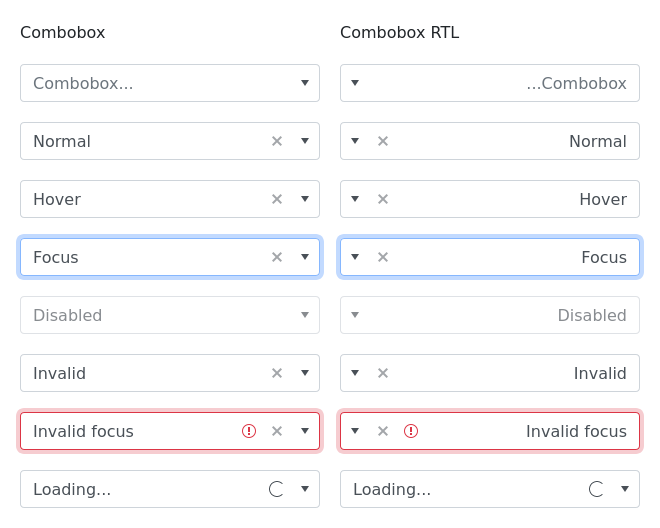 Combobox
Combobox RTL
Combobox...
...Combobox
Normal
Normal
Hover
Hover
Focus
Focus
Disabled
Disabled
Invalid
Invalid
Invalid focus
Invalid focus
Loading...
Loading...